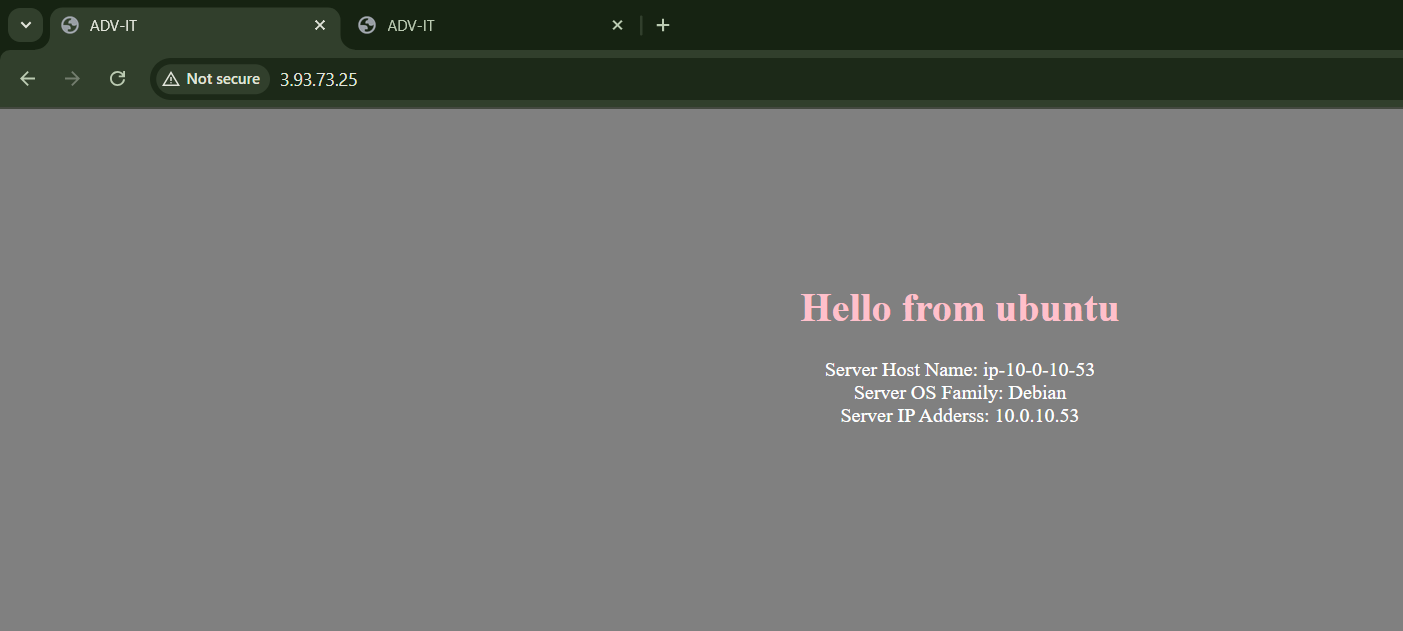 ADV-IT
ADV-IT
Not secure
3.93.73.25
Hello from ubuntu
Server Host Name: ip-10-0-10-53
Server OS Family: Debian
Server IP Adderss: 10.0.10.53